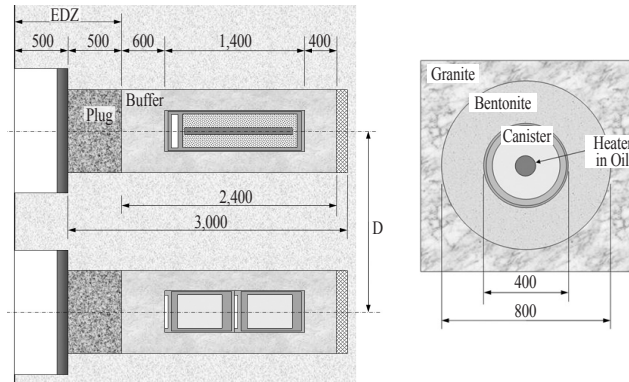 EDZ
500
500
600
1,400
400
Buffer
Plug
2,400
3,000
D
Granite
Bentonite
Canister
Heater
in Oil
400
800